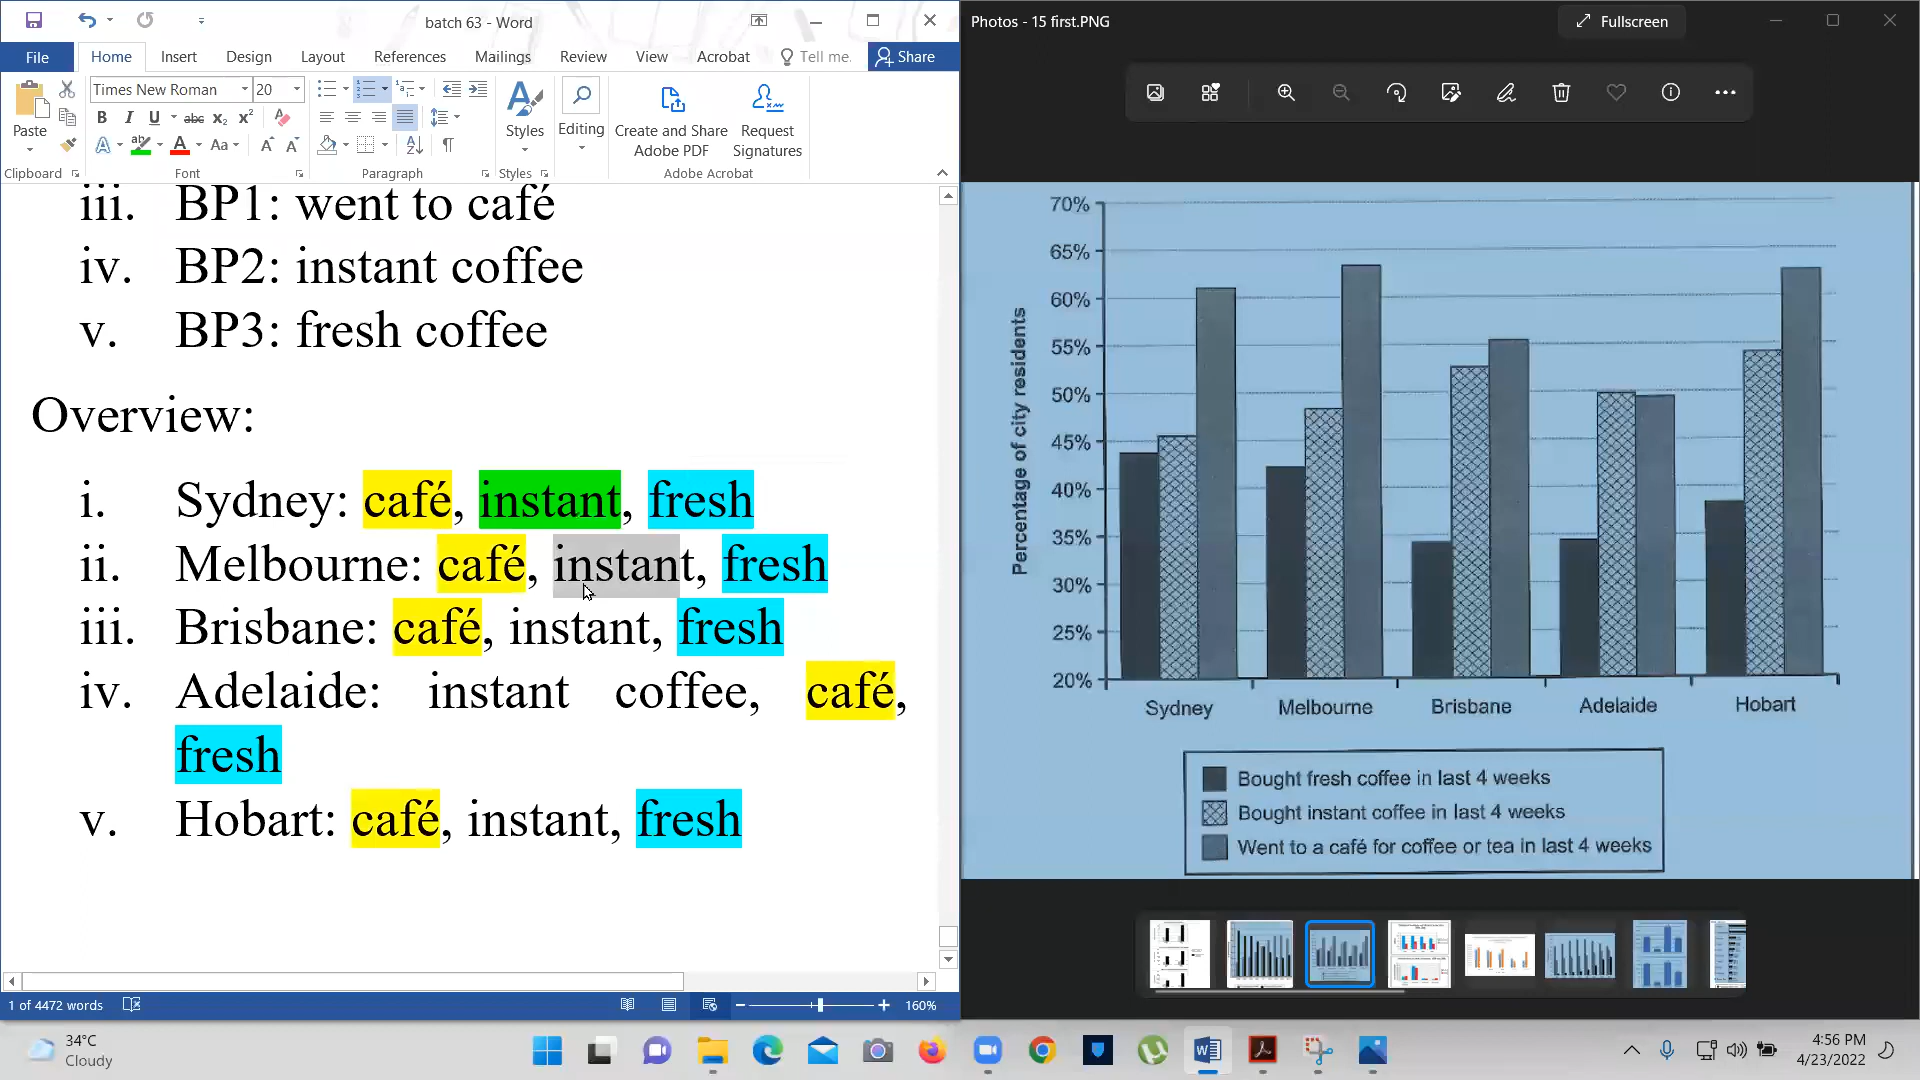 batch 63 - Word
File Home Insert Design Layout References Mailings Review View Acrobat Tell me. Share
Times New Roman 20
Paste
B I U abc x₂ x²
A A Aa A A
Styles
Editing
Create and Share Adobe PDF
Request Signatures
Clipboard Font Paragraph Styles Adobe Acrobat
iii. BP1: went to café
iv. BP2: instant coffee
v. BP3: fresh coffee
Overview:
i. Sydney: café, instant, fresh
ii. Melbourne: café, instant, fresh
iii. Brisbane: café, instant, fresh
iv. Adelaide: instant coffee, café,
fresh
v. Hobart: café, instant, fresh
1 of 4472 words
160%
Photos - 15 first.PNG
Fullscreen
Percentage of city residents
70%
65%
60%
55%
50%
45%
40%
35%
30%
25%
20%
Sydney Melbourne Brisbane Adelaide Hobart
Bought fresh coffee in last 4 weeks
Bought instant coffee in last 4 weeks
Went to a café for coffee or tea in last 4 weeks
34°C
Cloudy
4:56 PM
4/23/2022